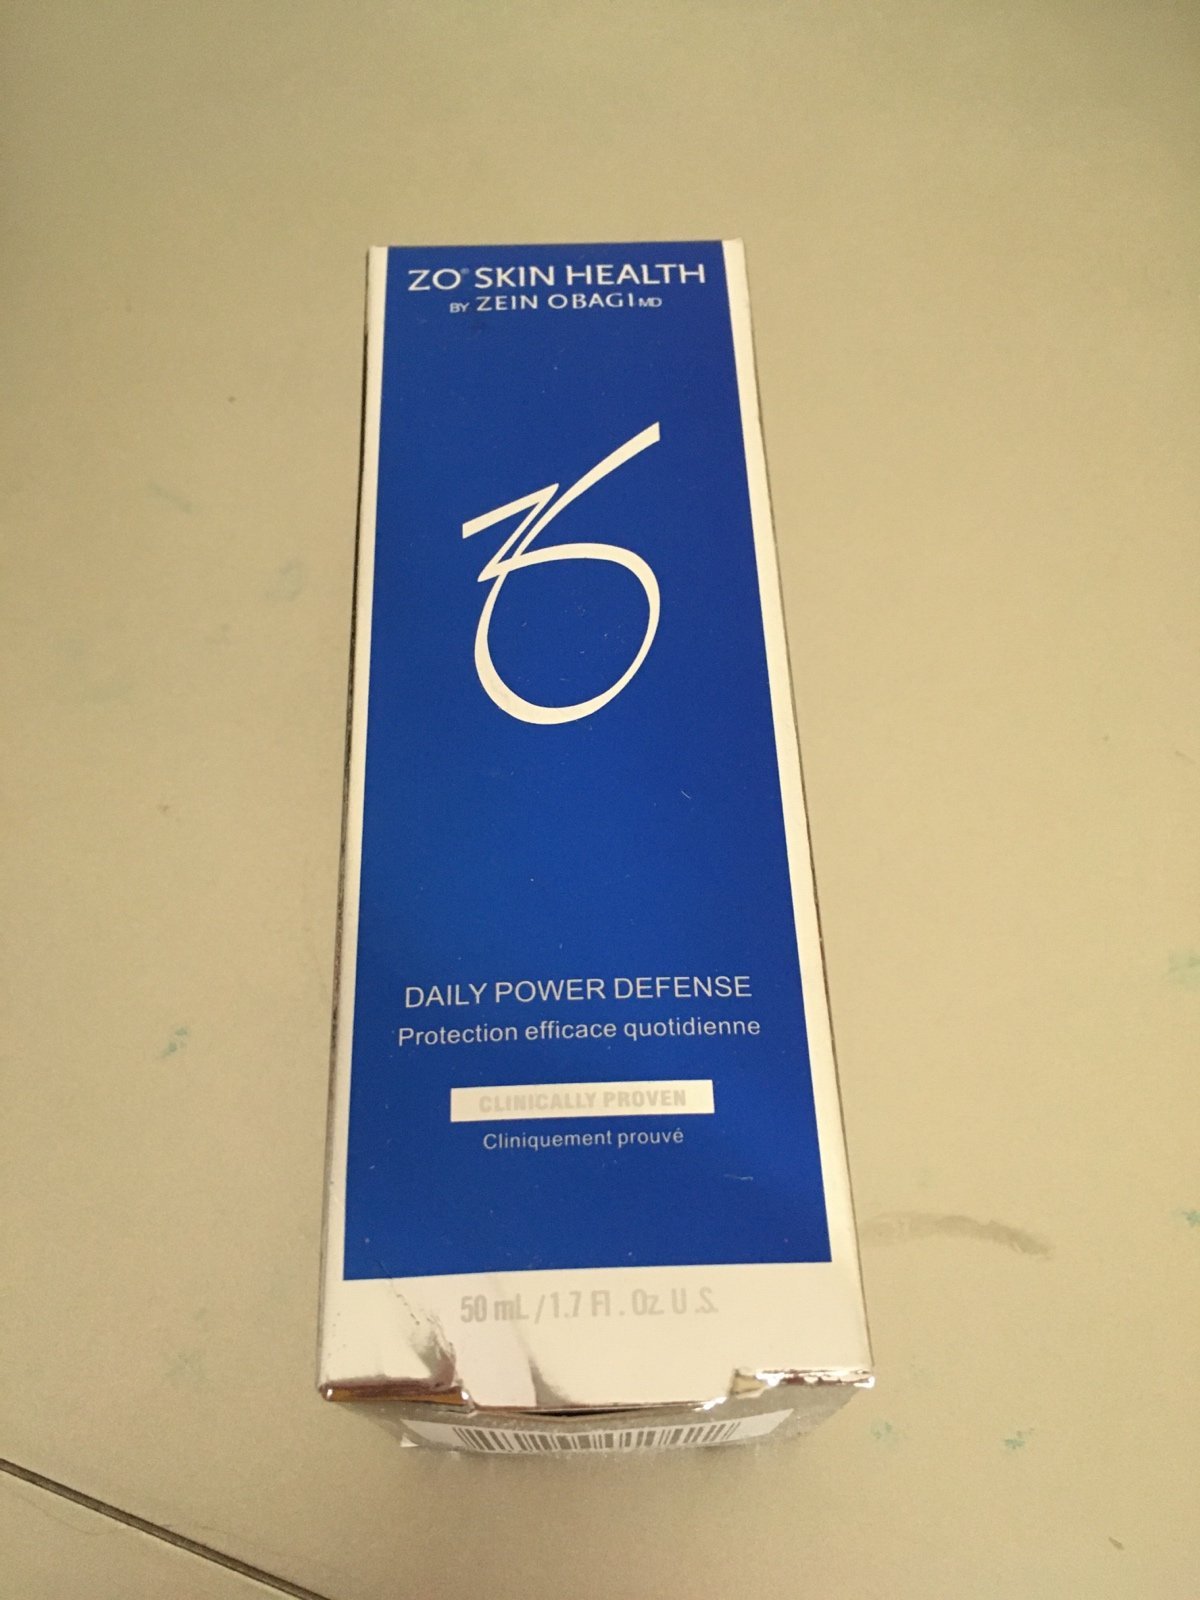 ZO® SKIN HEALTH
BY ZEIN OBAGI MD
ZO
DAILY POWER DEFENSE
Protection efficace quotidienne
CLINICALLY PROVEN
Cliniquement prouvé
50 mL / 1.7 Fl. Oz. U.S.